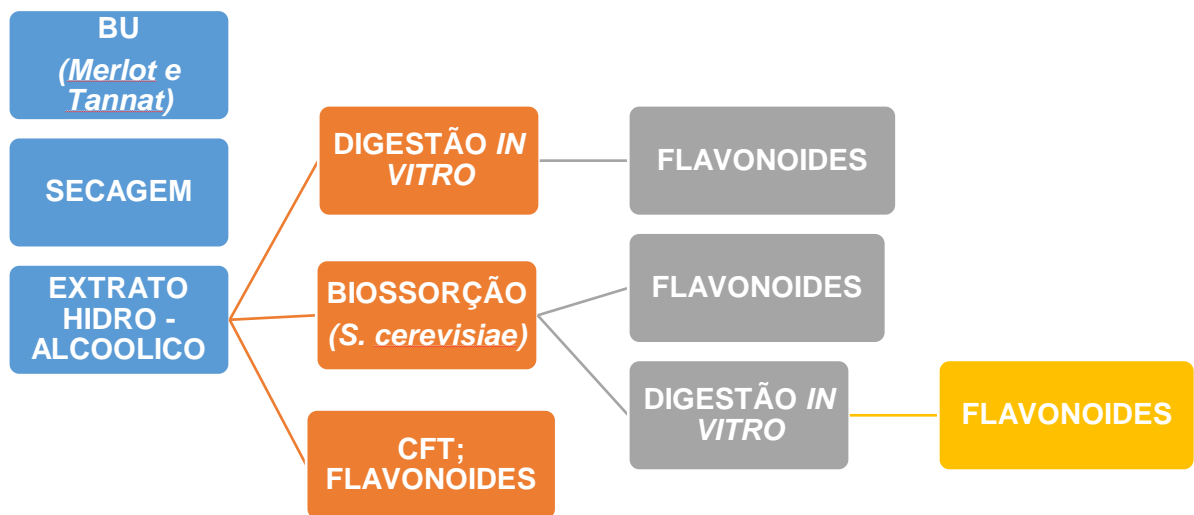 BU
(Merlot e
Tannat)
SECAGEM
EXTRATO
HIDRO -
ALCOOLICO
DIGESTÃO IN
VITRO
BIOSSORÇÃO
(S. cerevisiae)
CFT;
FLAVONOIDES
FLAVONOIDES
FLAVONOIDES
DIGESTÃO IN
VITRO
FLAVONOIDES